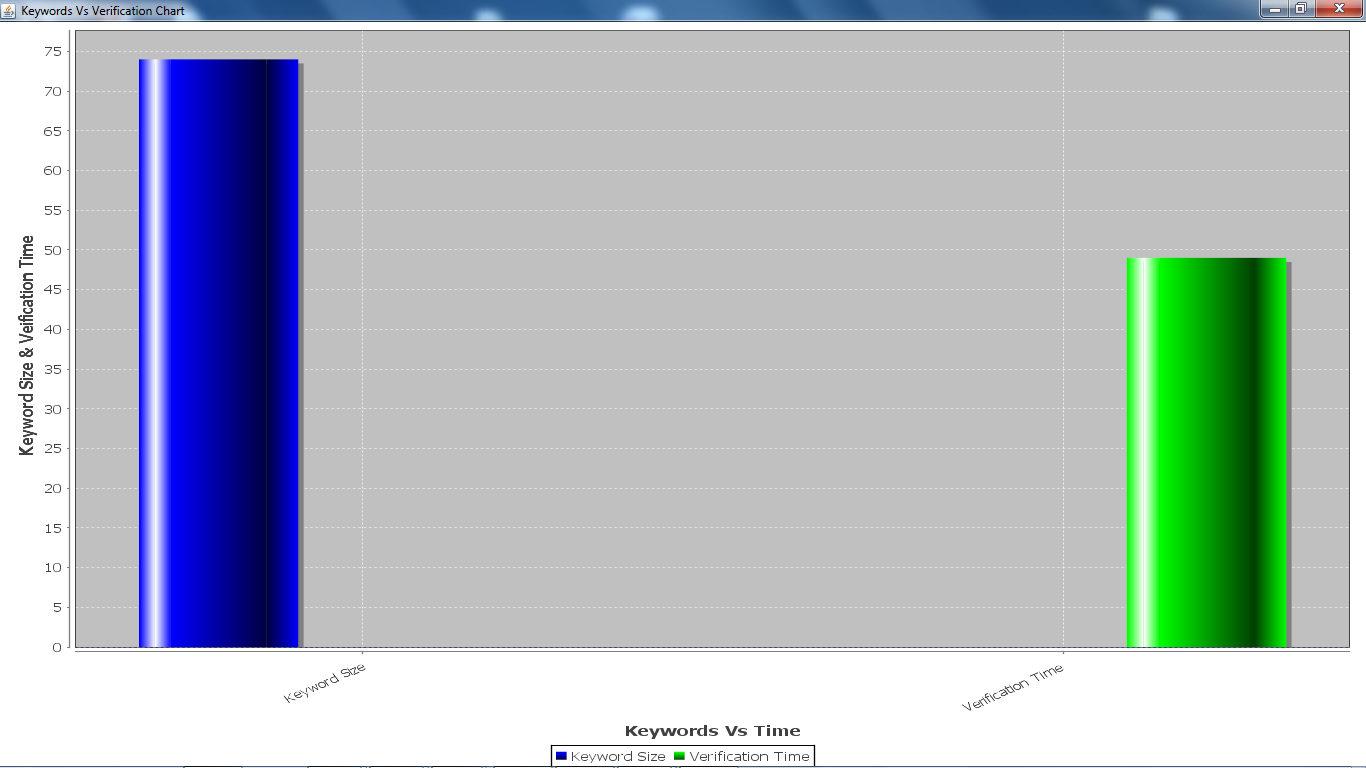 Keywords Vs Verification Chart
75
70
65
60
55
50
45
40
35
30
25
20
15
10
5
0
Keyword Size & Veification Time
Keyword Size
Verification Time
Keywords Vs Time
Keyword Size Verification Time